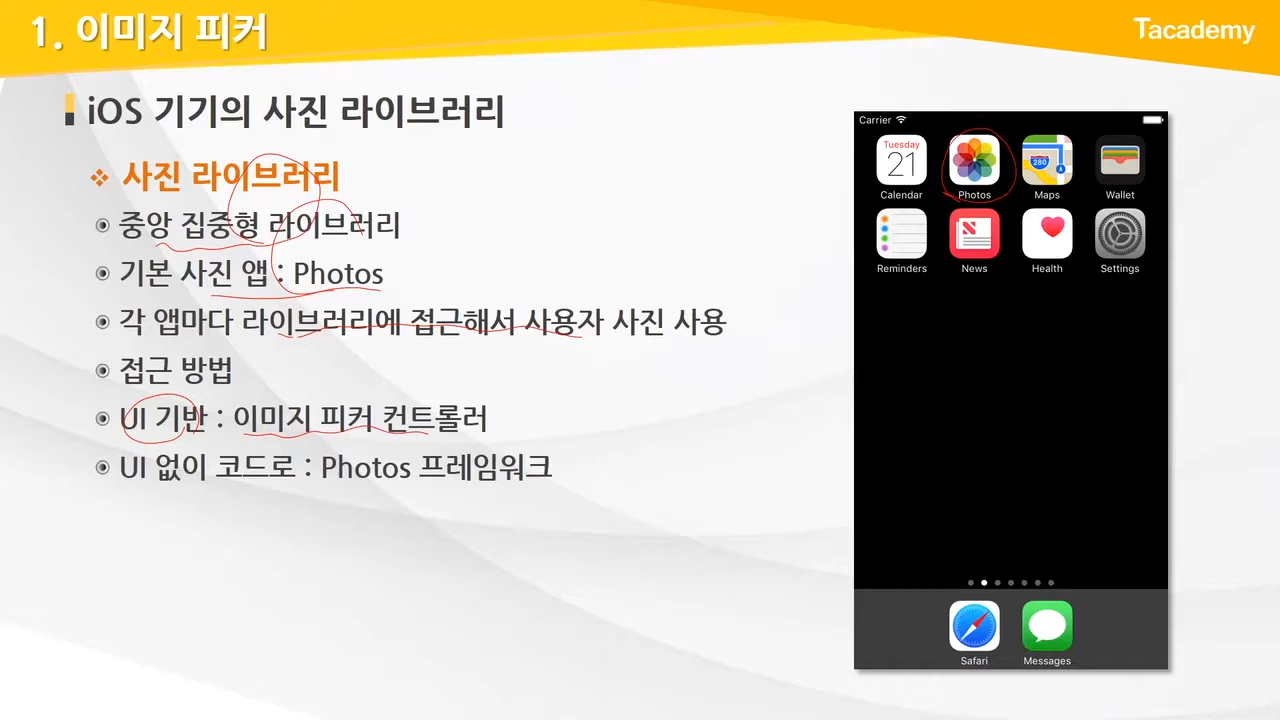 1. 이미지 피커
Tacademy
iOS 기기의 사진 라이브러리
사진 라이브러리
중앙 집중형 라이브러리
기본 사진 앱 : Photos
각 앱마다 라이브러리에 접근해서 사용자 사진 사용
접근 방법
UI 기반 : 이미지 피커 컨트롤러
UI 없이 코드로 : Photos 프레임워크
Carrier
Tuesday
21
280
Calendar Photos Maps Wallet
Reminders News Health Settings
Safari Messages